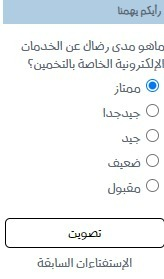 رأيكم يهمنا
ماهو مدى رضاك عن الخدمات
الإلكترونية الخاصة بالتخمين؟
ممتاز
جيدجدا
جيد
ضعيف
مقبول
تصويت
الإستفتاءات السابقة